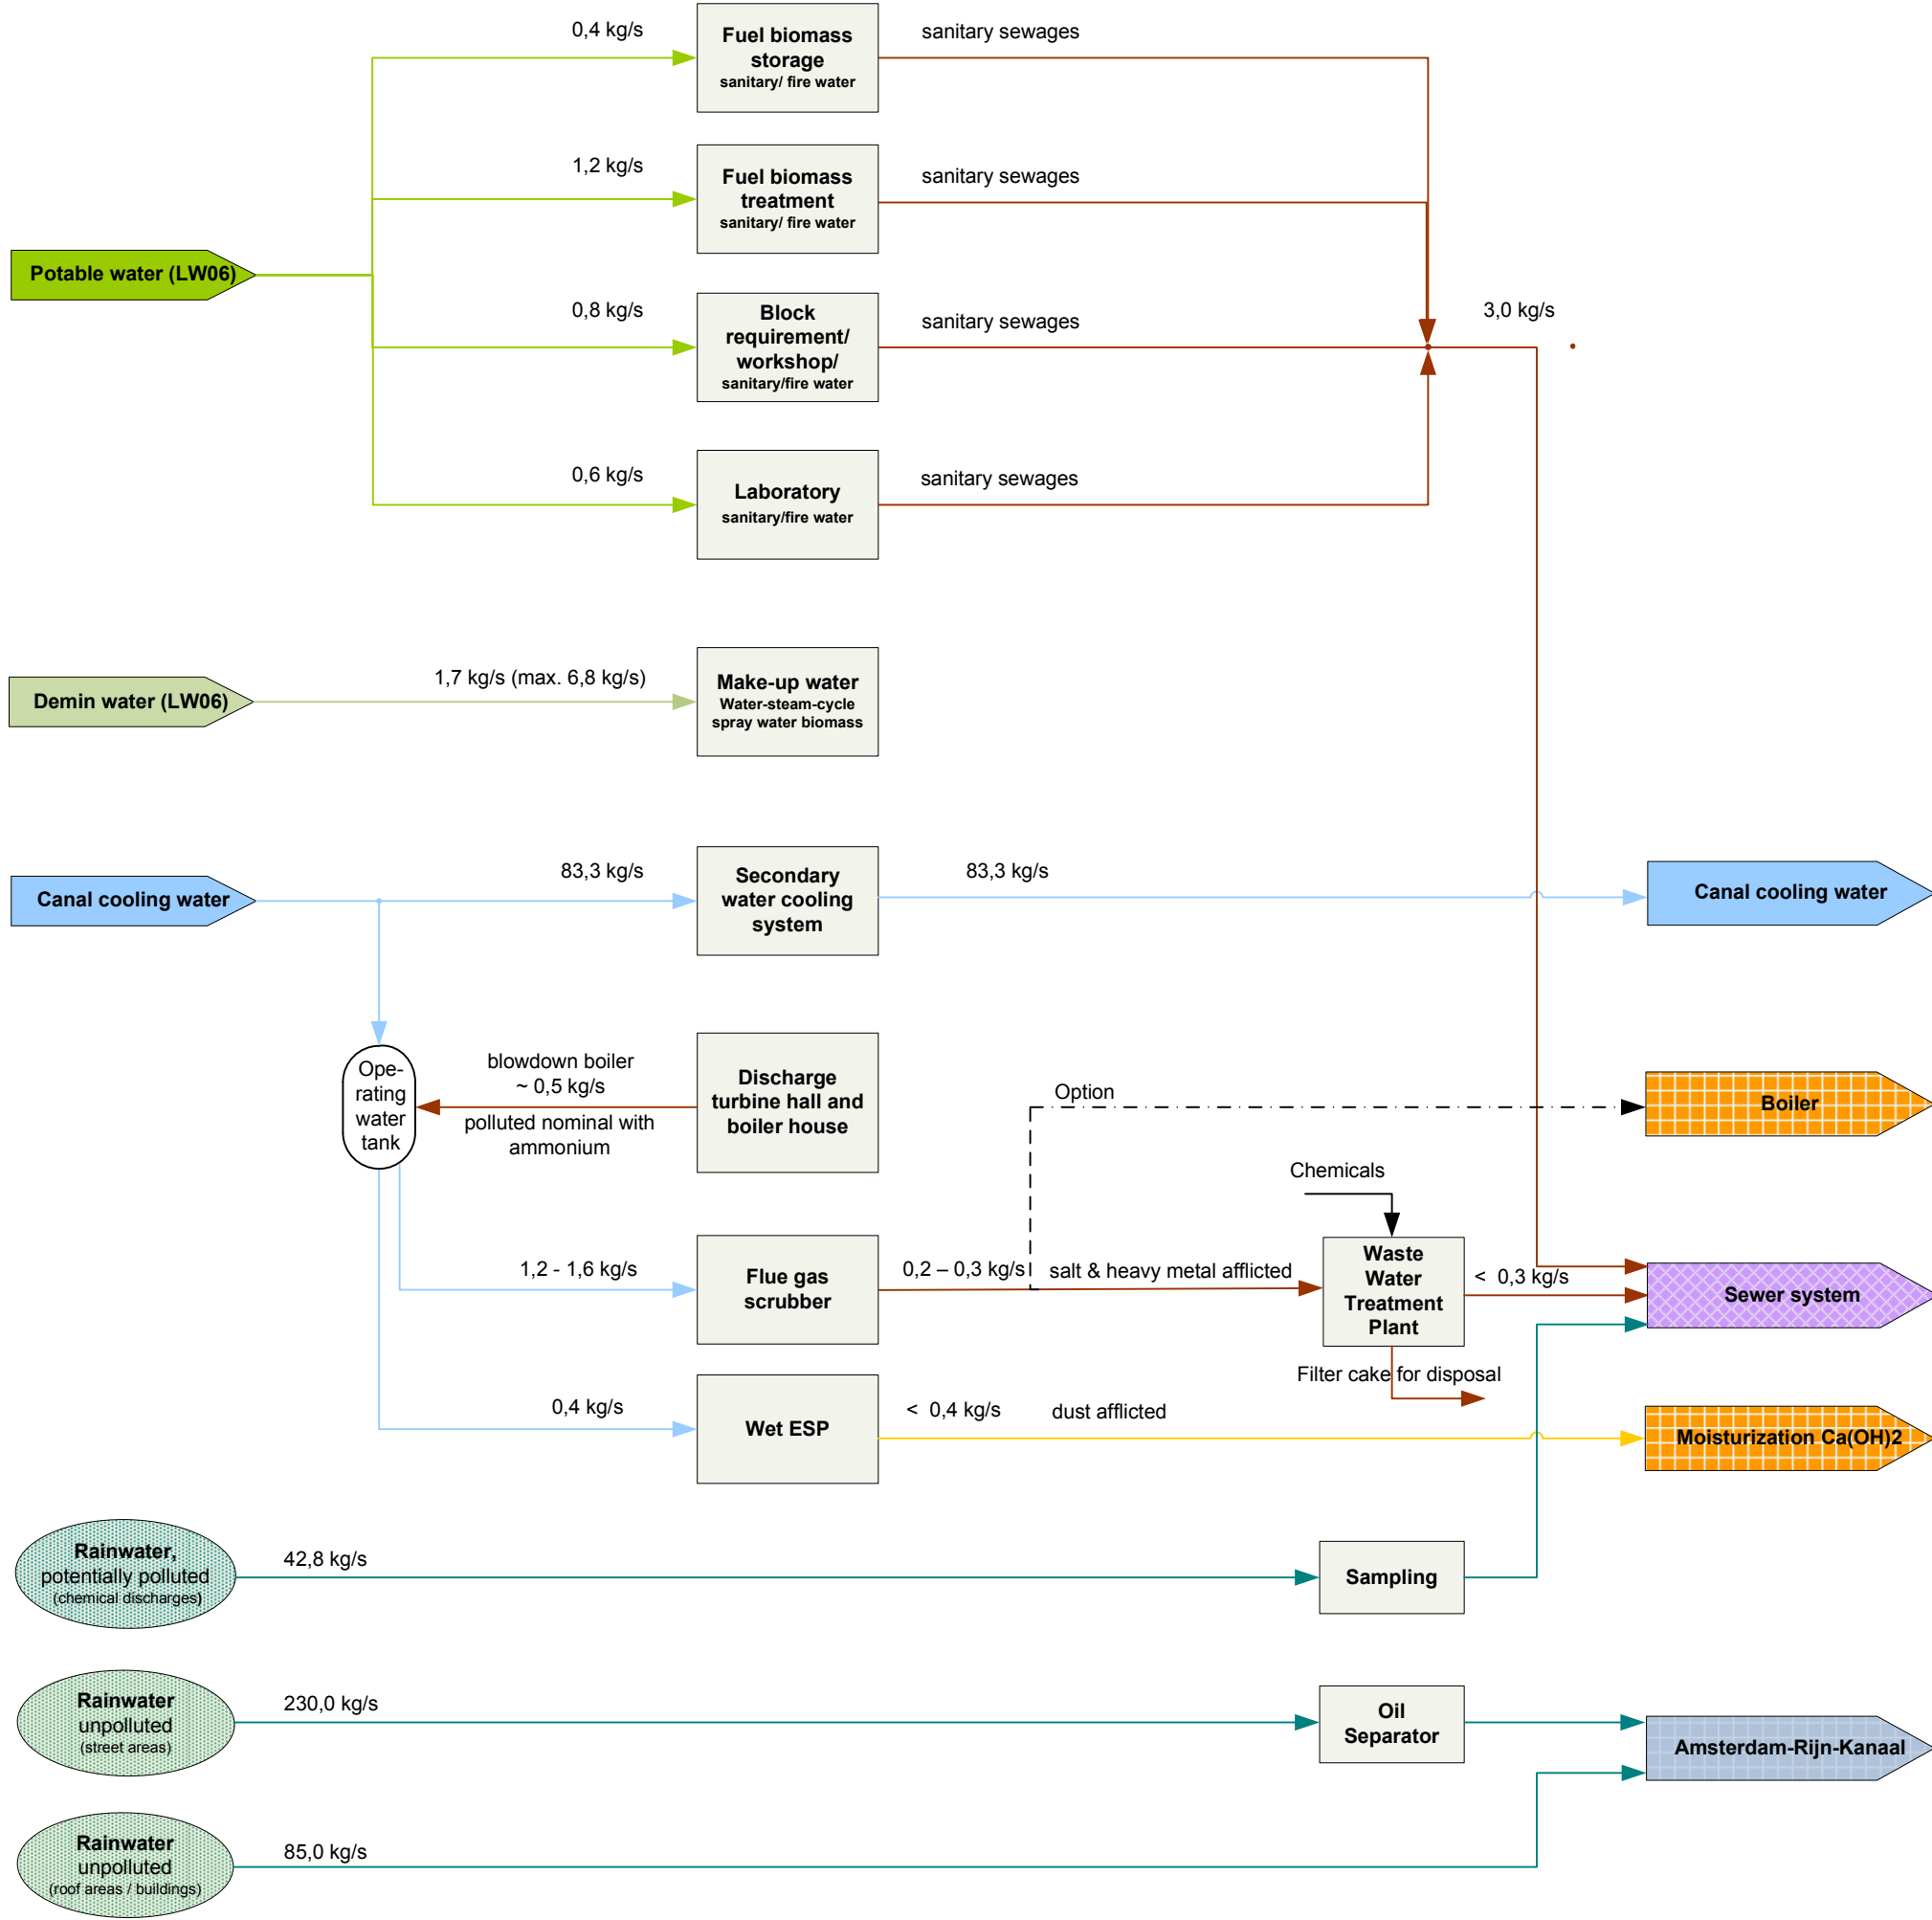 0,4 kg/s
Fuel biomass
storage
sanitary/ fire water
sanitary sewages
1,2 kg/s
Fuel biomass
treatment
sanitary/ fire water
sanitary sewages
Potable water (LW06)
0,8 kg/s
Block
requirement/
workshop/
sanitary/fire water
sanitary sewages
3,0 kg/s
0,6 kg/s
Laboratory
sanitary/fire water
sanitary sewages
Demin water (LW06)
1,7 kg/s (max. 6,8 kg/s)
Make-up water
Water-steam-cycle
spray water biomass
Canal cooling water
83,3 kg/s
Secondary
water cooling
system
83,3 kg/s
Canal cooling water
Ope-
rating
water
tank
blowdown boiler
~ 0,5 kg/s
polluted nominal with
ammonium
Discharge
turbine hall and
boiler house
Option
Boiler
Chemicals
1,2 - 1,6 kg/s
Flue gas
scrubber
0,2 – 0,3 kg/s
salt & heavy metal afflicted
Waste
Water
Treatment
Plant
< 0,3 kg/s
Sewer system
Filter cake for disposal
0,4 kg/s
Wet ESP
< 0,4 kg/s
dust afflicted
Moisturization Ca(OH)2
Rainwater,
potentially polluted
(chemical discharges)
42,8 kg/s
Sampling
Rainwater
unpolluted
(street areas)
230,0 kg/s
Oil
Separator
Amsterdam-Rijn-Kanaal
Rainwater
unpolluted
(roof areas / buildings)
85,0 kg/s